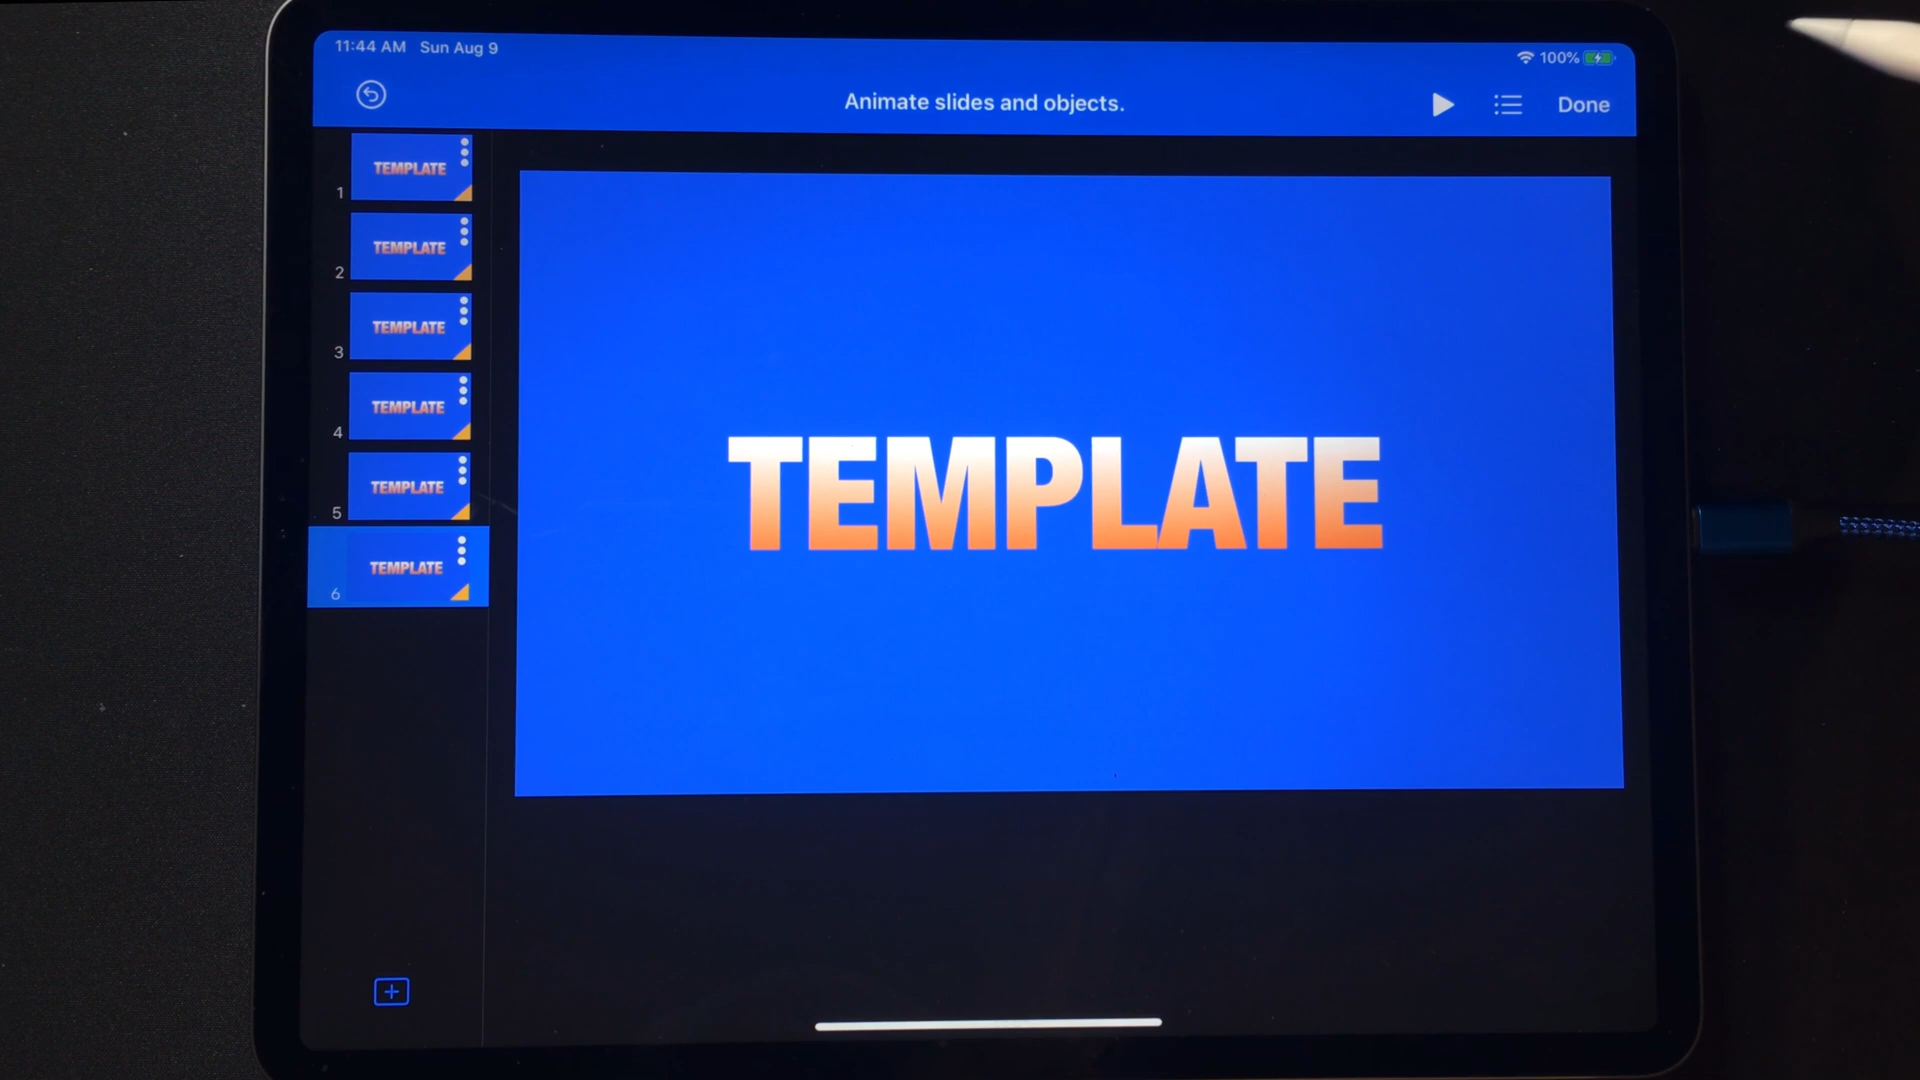 11:44 AM Sun Aug 9
100%
Animate slides and objects.
Done
TEMPLATE
1
TEMPLATE
2
TEMPLATE
3
TEMPLATE
4
TEMPLATE
5
TEMPLATE
6
TEMPLATE